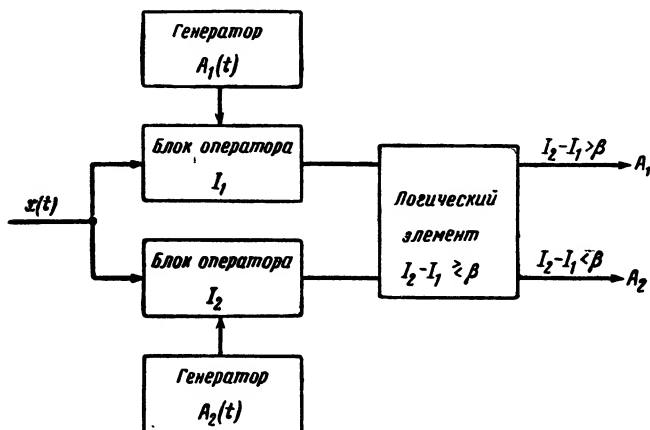 Генератор
A₁(t)
Блок оператора
I₁
x(t)
Блок оператора
I₂
Генератор
A₂(t)
Логический
элемент
I₂-I₁ ≷ β
I₂-I₁>β
A₁
I₂-I₁<β
A₂